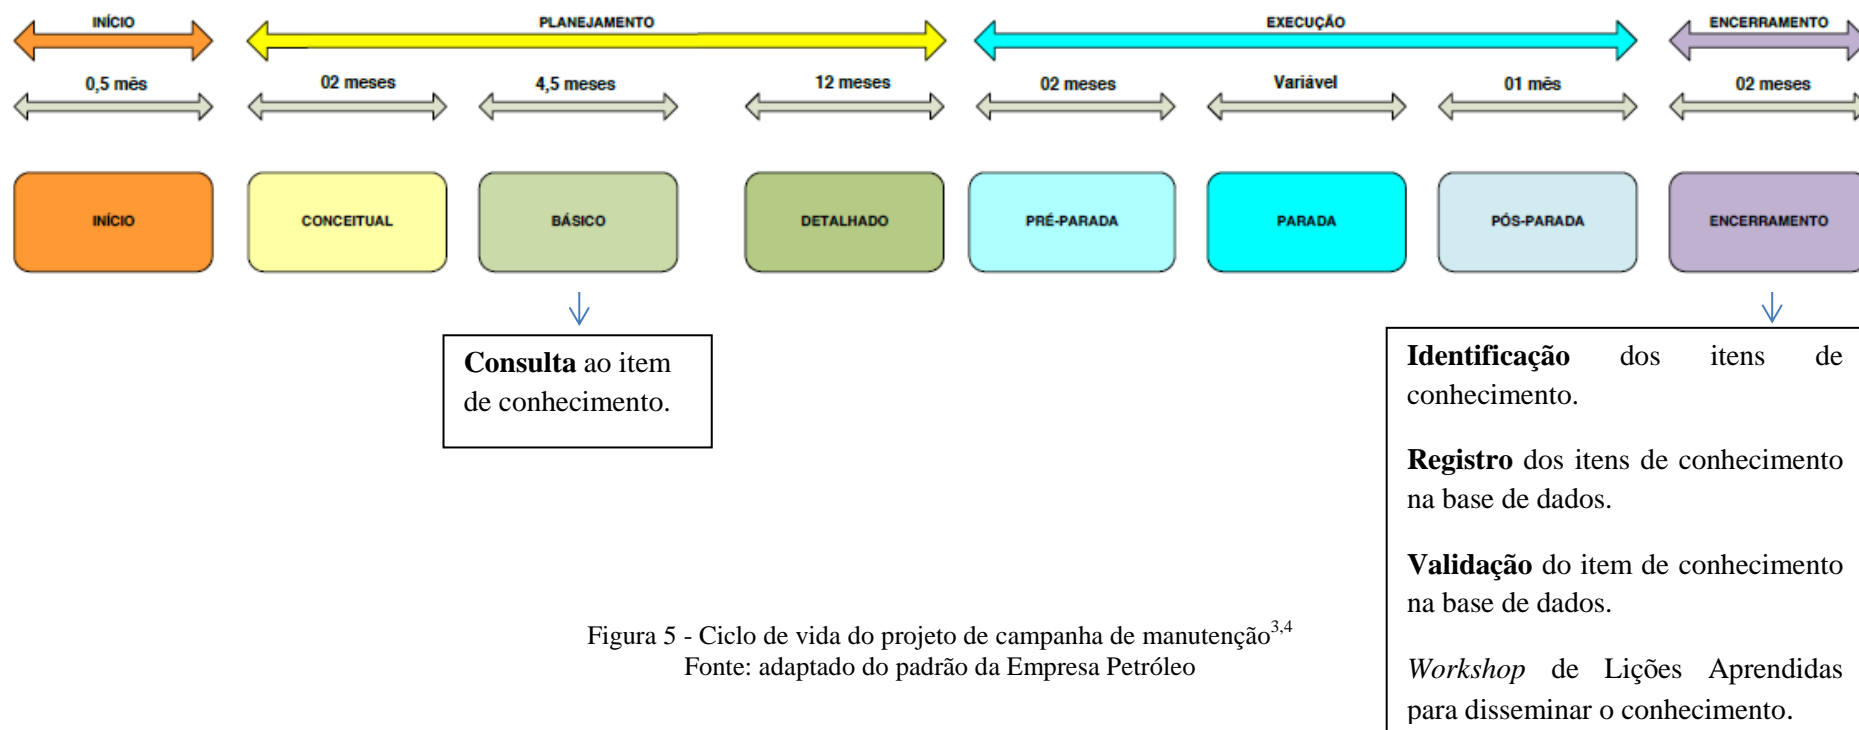 INÍCIO
PLANEJAMENTO
EXECUÇÃO
ENCERRAMENTO
0,5 mês
02 meses
4,5 meses
12 meses
02 meses
Variável
01 mês
02 meses
INÍCIO
CONCEITUAL
BÁSICO
DETALHADO
PRÉ-PARADA
PARADA
PÓS-PARADA
ENCERRAMENTO
Consulta ao item
de conhecimento.
Identificação dos itens de
conhecimento.
Registro dos itens de conhecimento
na base de dados.
Validação do item de conhecimento
na base de dados.
Workshop de Lições Aprendidas
para disseminar o conhecimento.
Figura 5 - Ciclo de vida do projeto de campanha de manutenção3,4
Fonte: adaptado do padrão da Empresa Petróleo